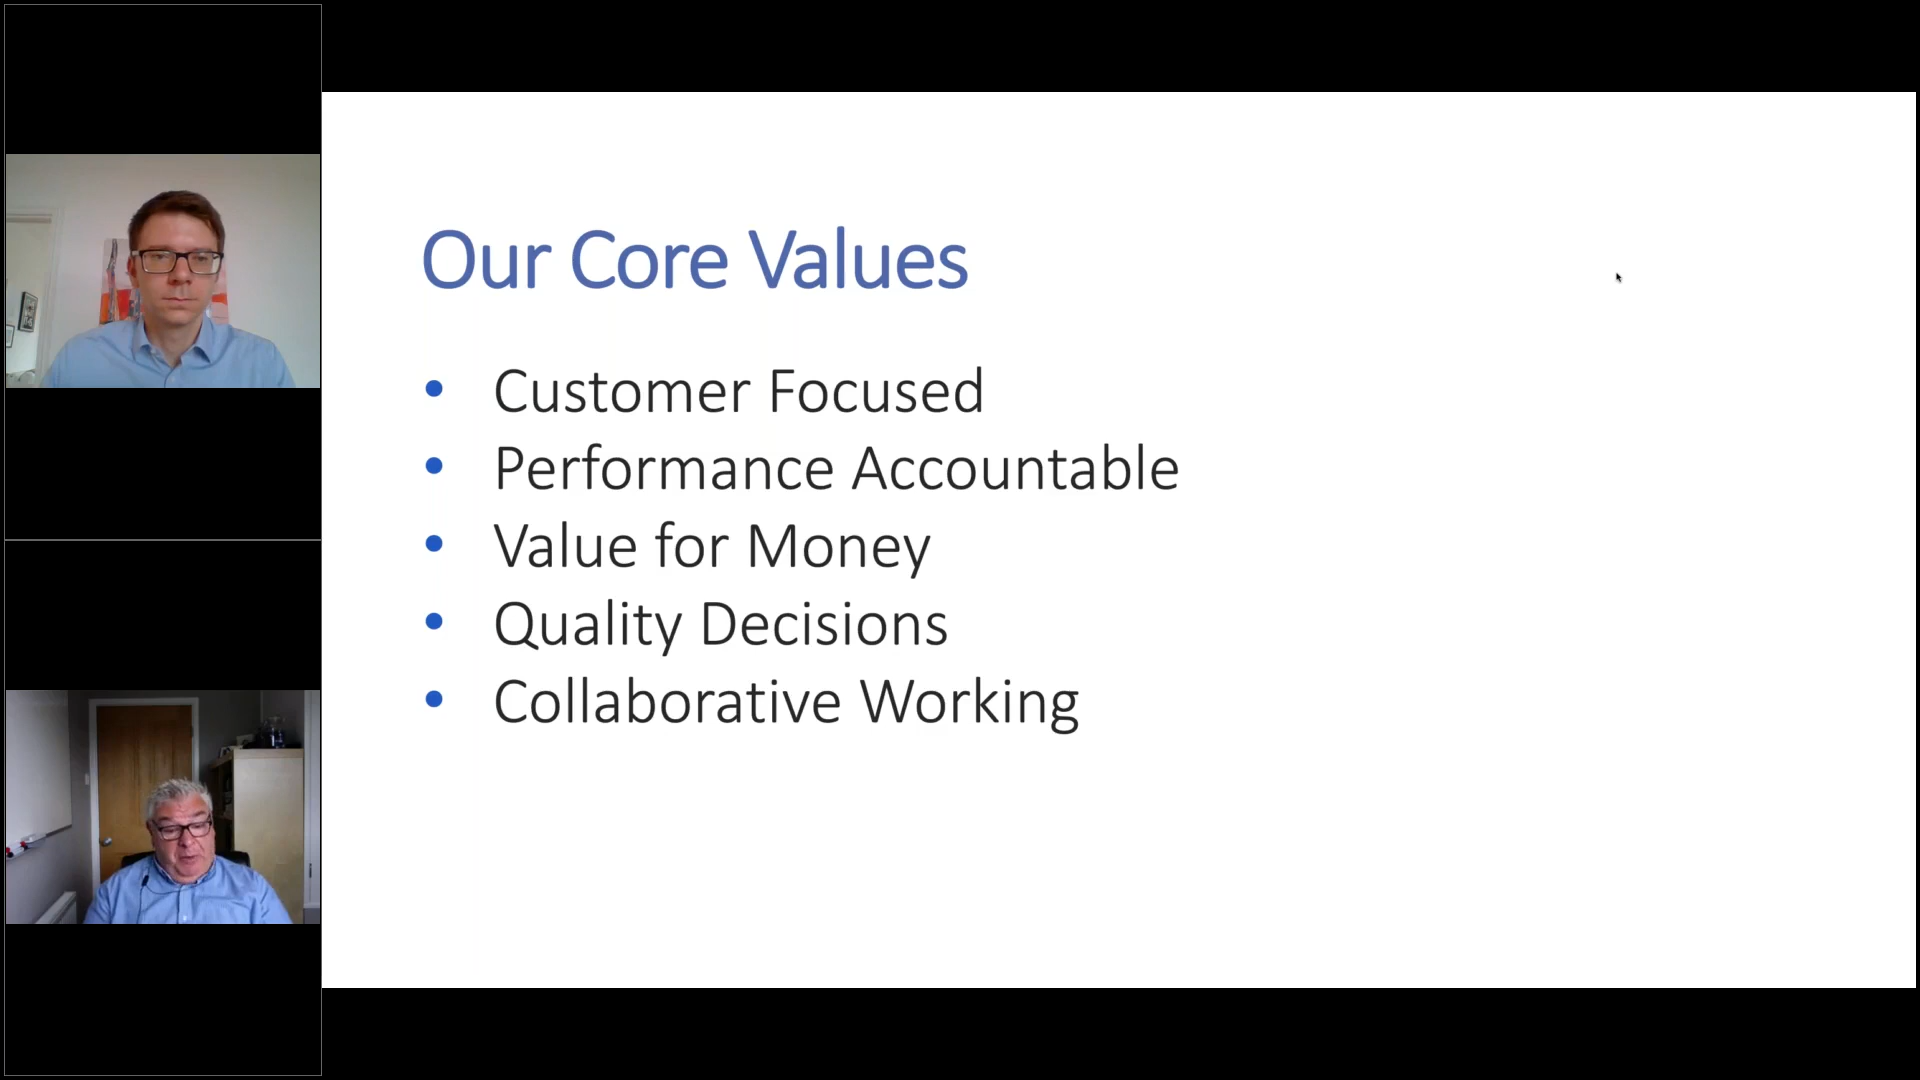 Our Core Values
• Customer Focused
• Performance Accountable
• Value for Money
• Quality Decisions
• Collaborative Working